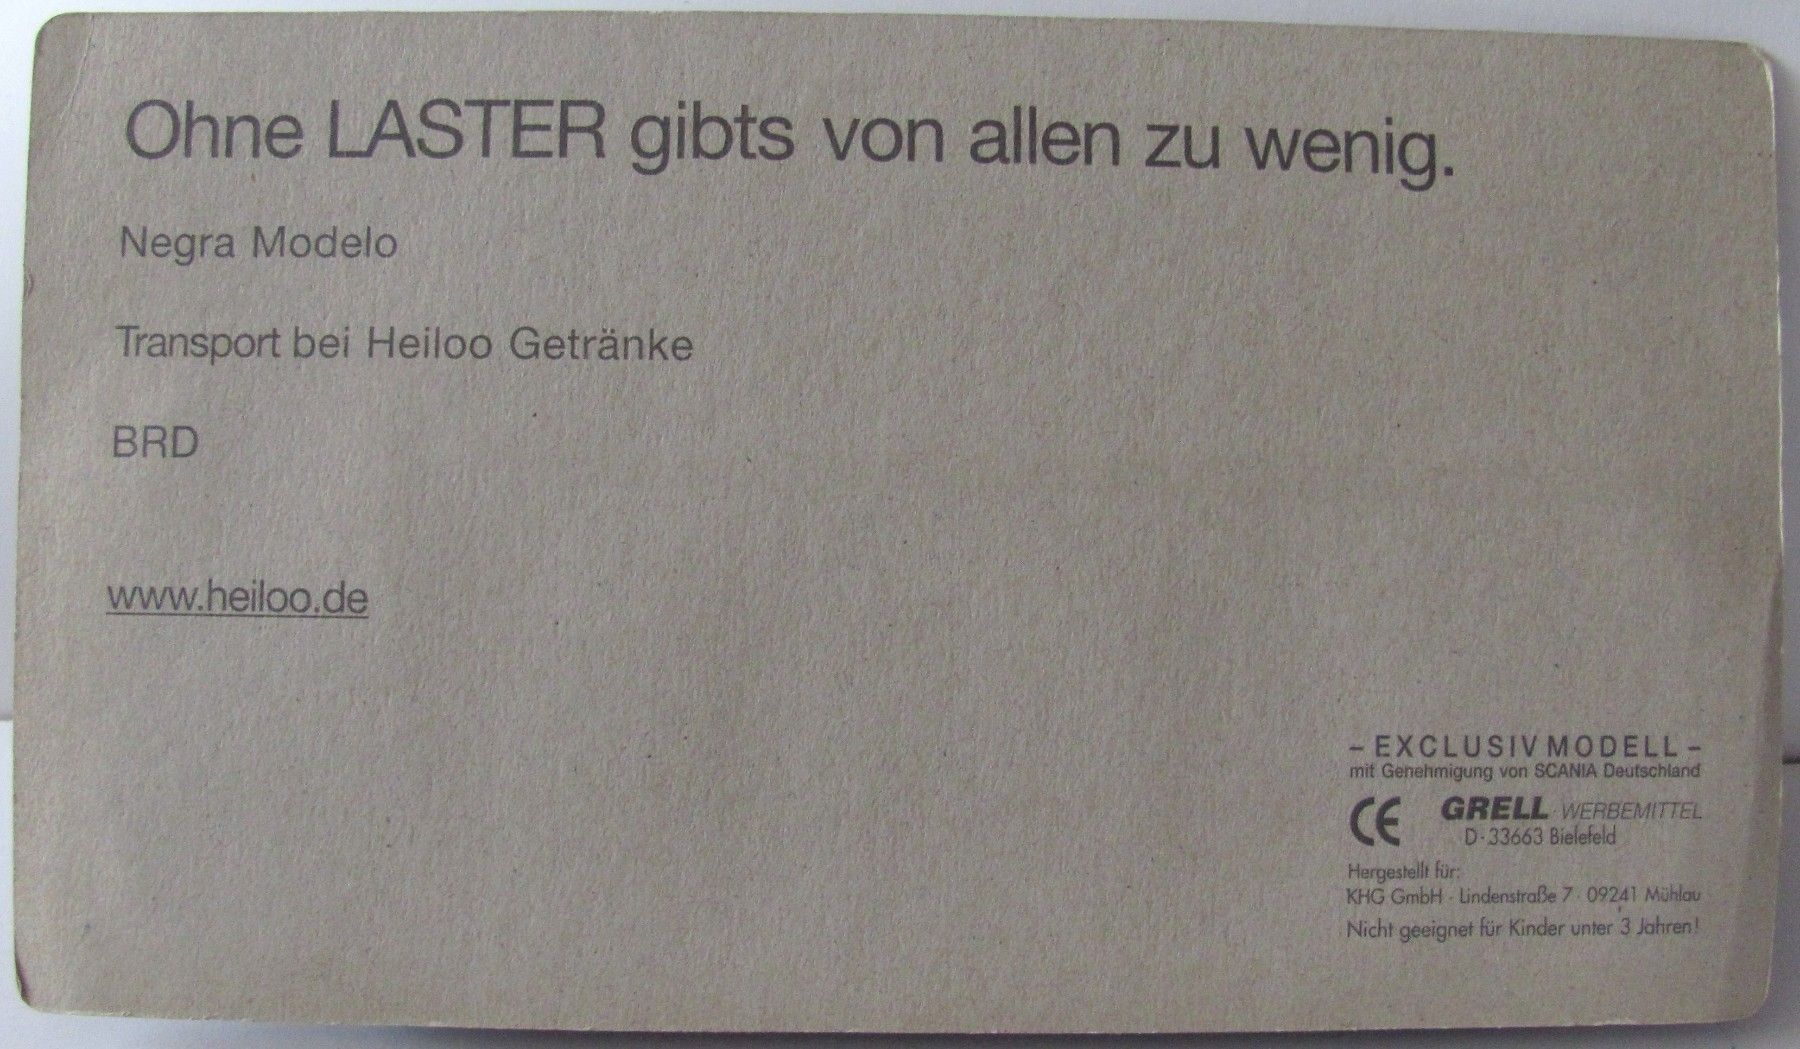 Ohne LASTER gibts von allen zu wenig.
Negra Modelo
Transport bei Heiloo Getränke
BRD
www.heiloo.de
– EXCLUSIV MODELL –
mit Genehmigung von SCANIA Deutschland
CE GRELL · WERBEMITTEL
D · 33663 Bielefeld
Hergestellt für:
KHG GmbH · Lindenstraße 7 · 09241 Mühlau
Nicht geeignet für Kinder unter 3 Jahren!